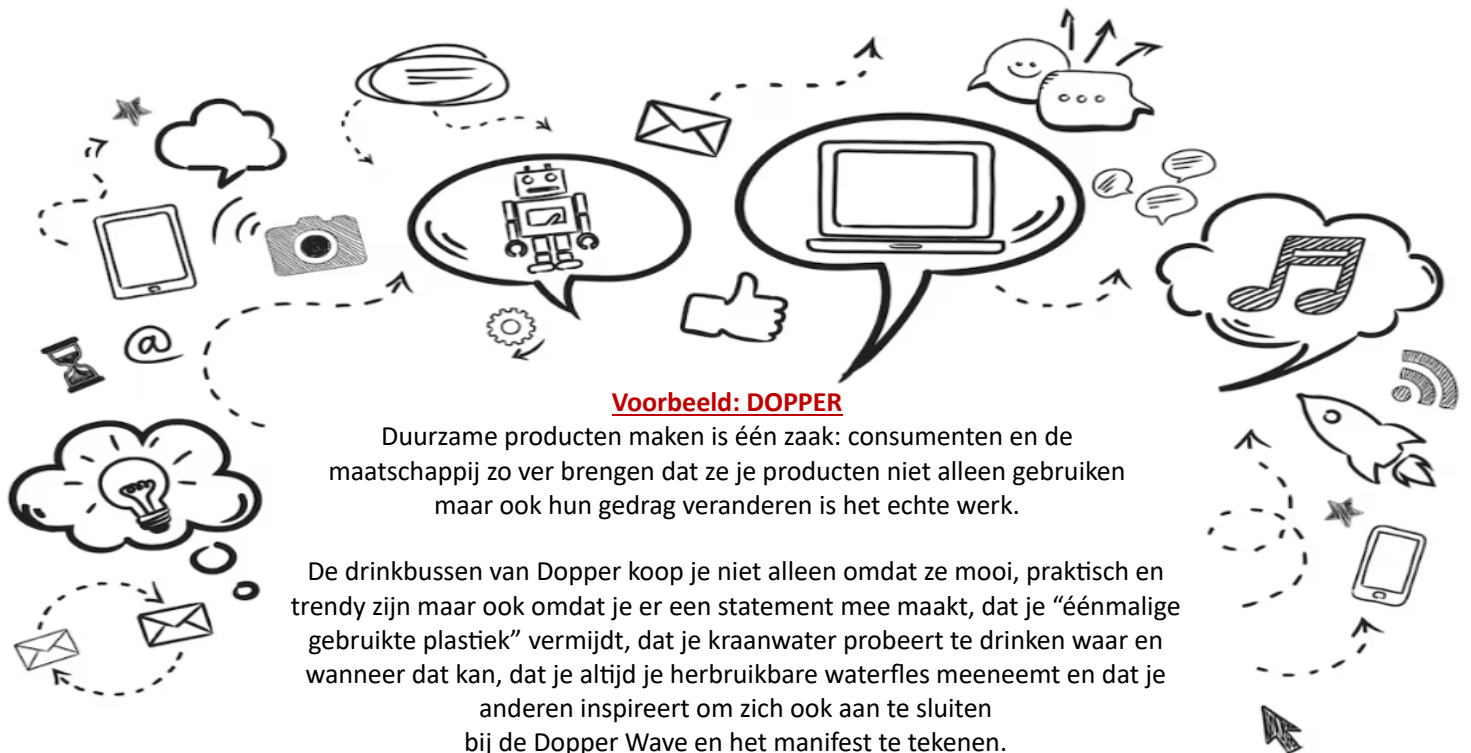 @
Voorbeeld: DOPPER
Duurzame producten maken is één zaak: consumenten en de
maatschappij zo ver brengen dat ze je producten niet alleen gebruiken
maar ook hun gedrag veranderen is het echte werk.
De drinkbussen van Dopper koop je niet alleen omdat ze mooi, praktisch en
trendy zijn maar ook omdat je er een statement mee maakt, dat je “éénmalige
gebruikte plastiek” vermijdt, dat je kraanwater probeert te drinken waar en
wanneer dat kan, dat je altijd je herbruikbare waterfles meeneemt en dat je
anderen inspireert om zich ook aan te sluiten
bij de Dopper Wave en het manifest te tekenen.